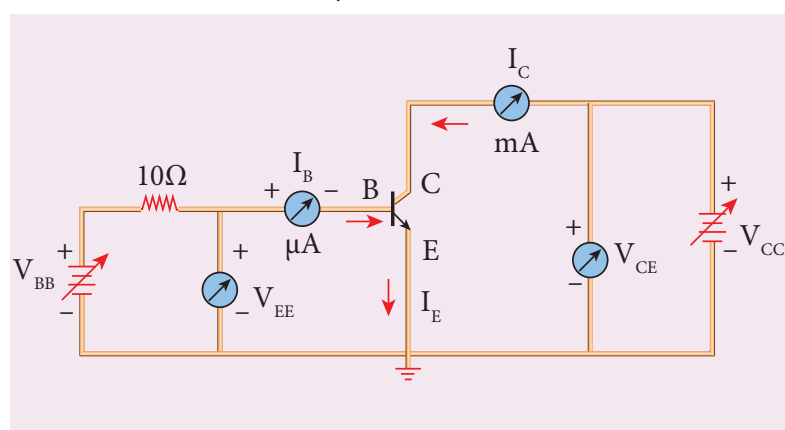 I_C
mA
10Ω
+ I_B −
μA
B
C
E
+ V_BB −
+ V_EE −
I_E
+ V_CE −
+ V_CC −